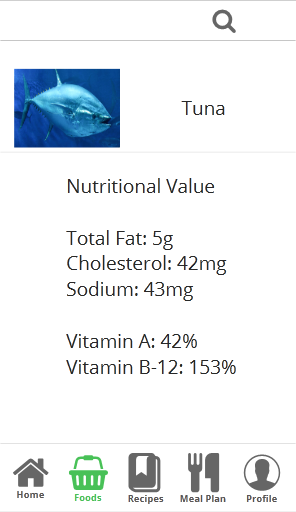 Tuna
Nutritional Value
Total Fat: 5g
Cholesterol: 42mg
Sodium: 43mg
Vitamin A: 42%
Vitamin B-12: 153%
Home
Foods
Recipes
Meal Plan
Profile